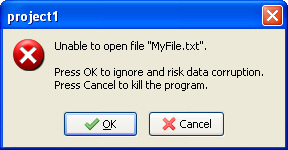 project1
Unable to open file "MyFile.txt".
Press OK to ignore and risk data corruption.
Press Cancel to kill the program.
OK
Cancel